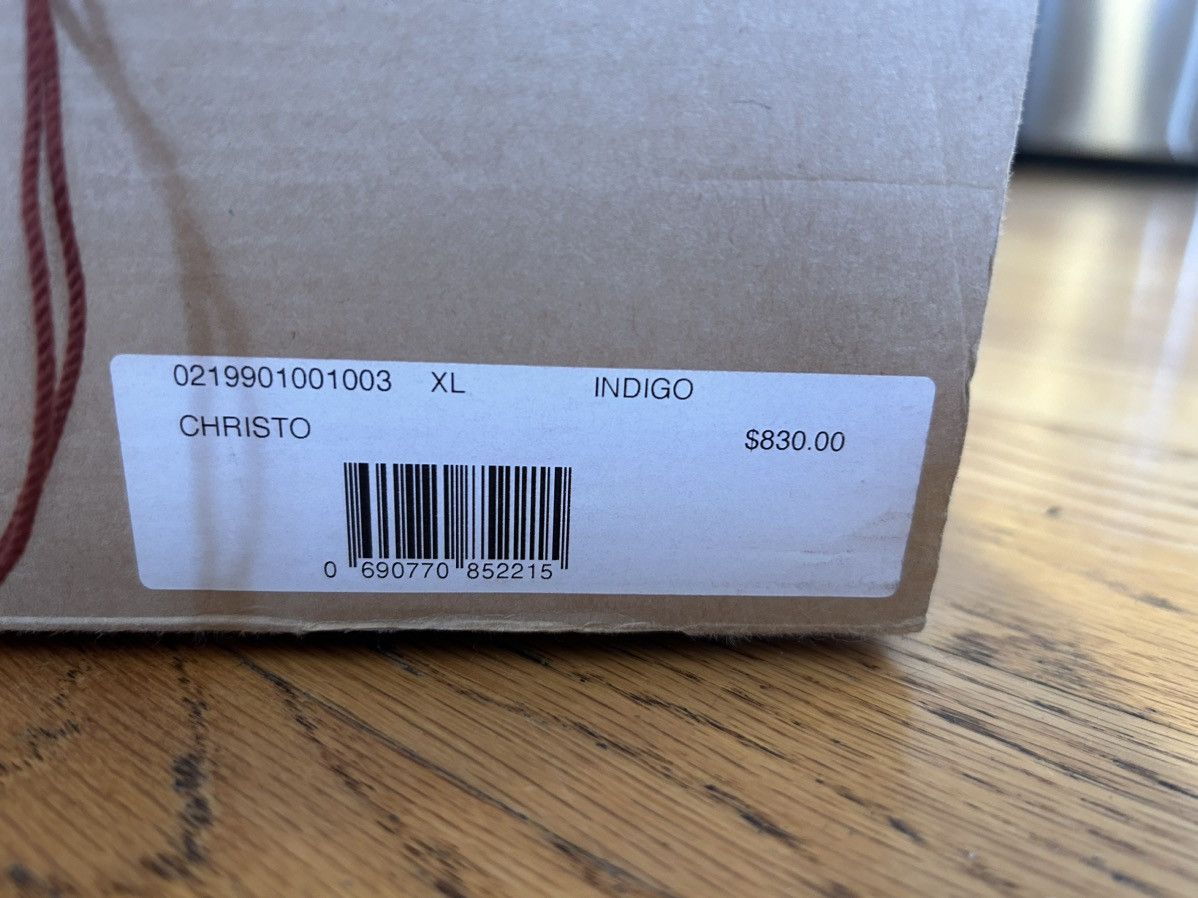 0219901001003 XL INDIGO
CHRISTO $830.00
0 690770 852215